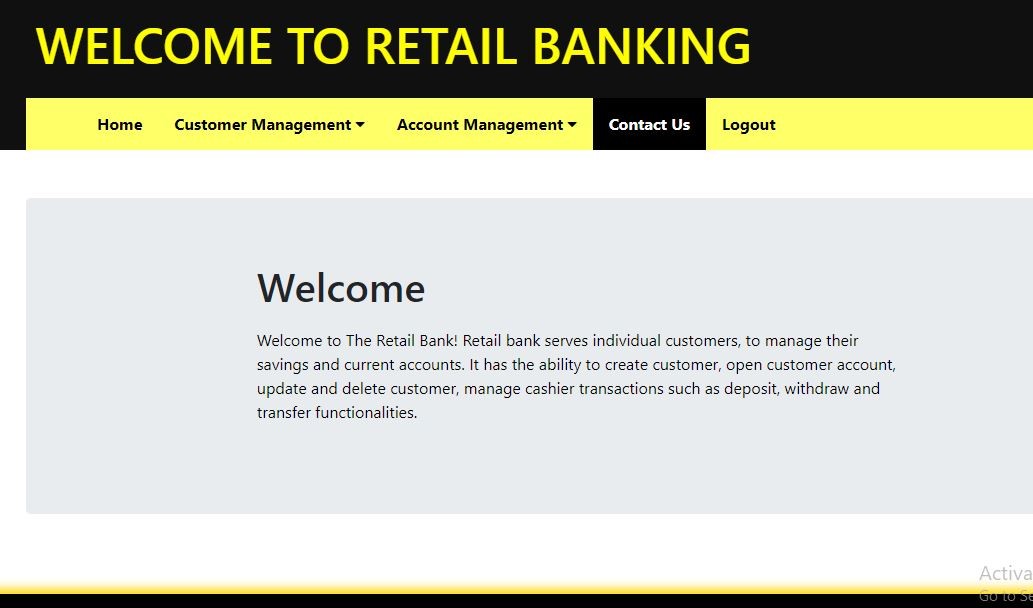 WELCOME TO RETAIL BANKING
Home Customer Management Account Management Contact Us Logout
Welcome
Welcome to The Retail Bank! Retail bank serves individual customers, to manage their
savings and current accounts. It has the ability to create customer, open customer account,
update and delete customer, manage cashier transactions such as deposit, withdraw and
transfer functionalities.
Activa
Go to Se